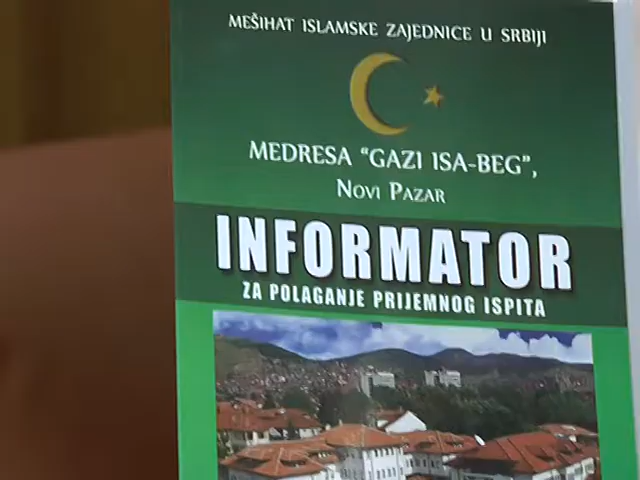 MEŠIHAT ISLAMSKE ZAJEDNICE U SRBIJI
MEDRESA "GAZI ISA-BEG",
NOVI PAZAR
INFORMATOR
ZA POLAGANJE PRIJEMNOG ISPITA